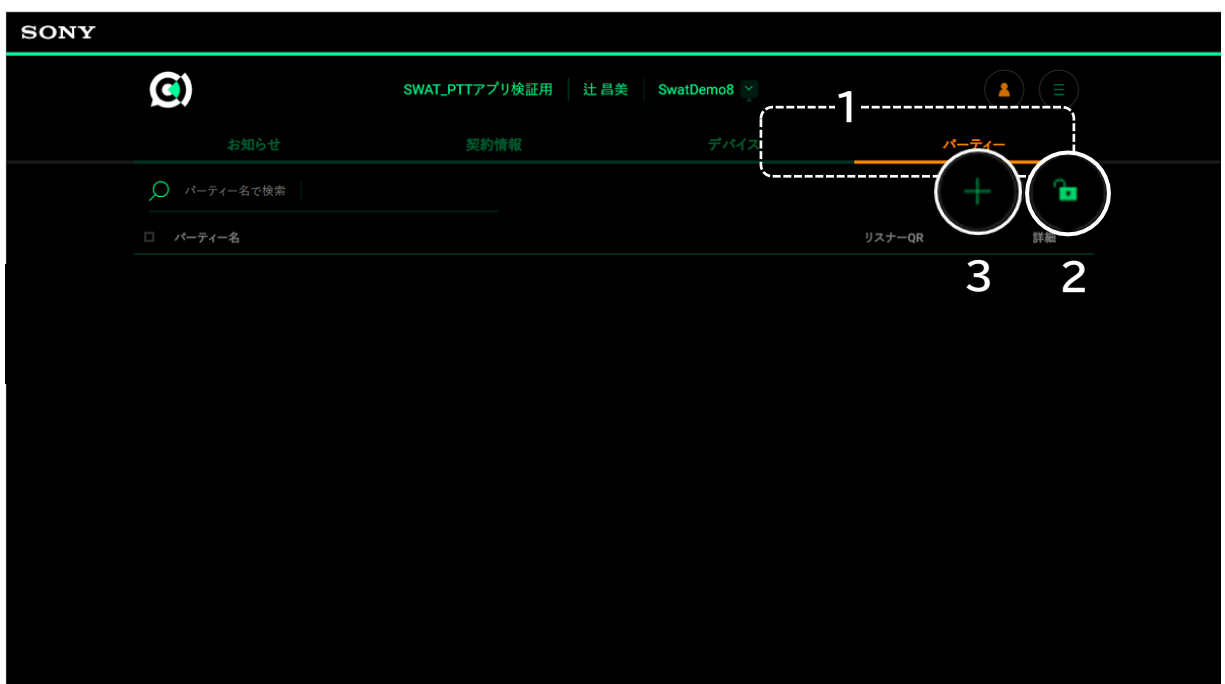 SONY
SWAT_PTTアプリ検証用 辻 昌美 SwatDemo8
1
お知らせ 契約情報 デバイス パーティー
パーティー名で検索
パーティー名 リスナーQR 詳細
3 2